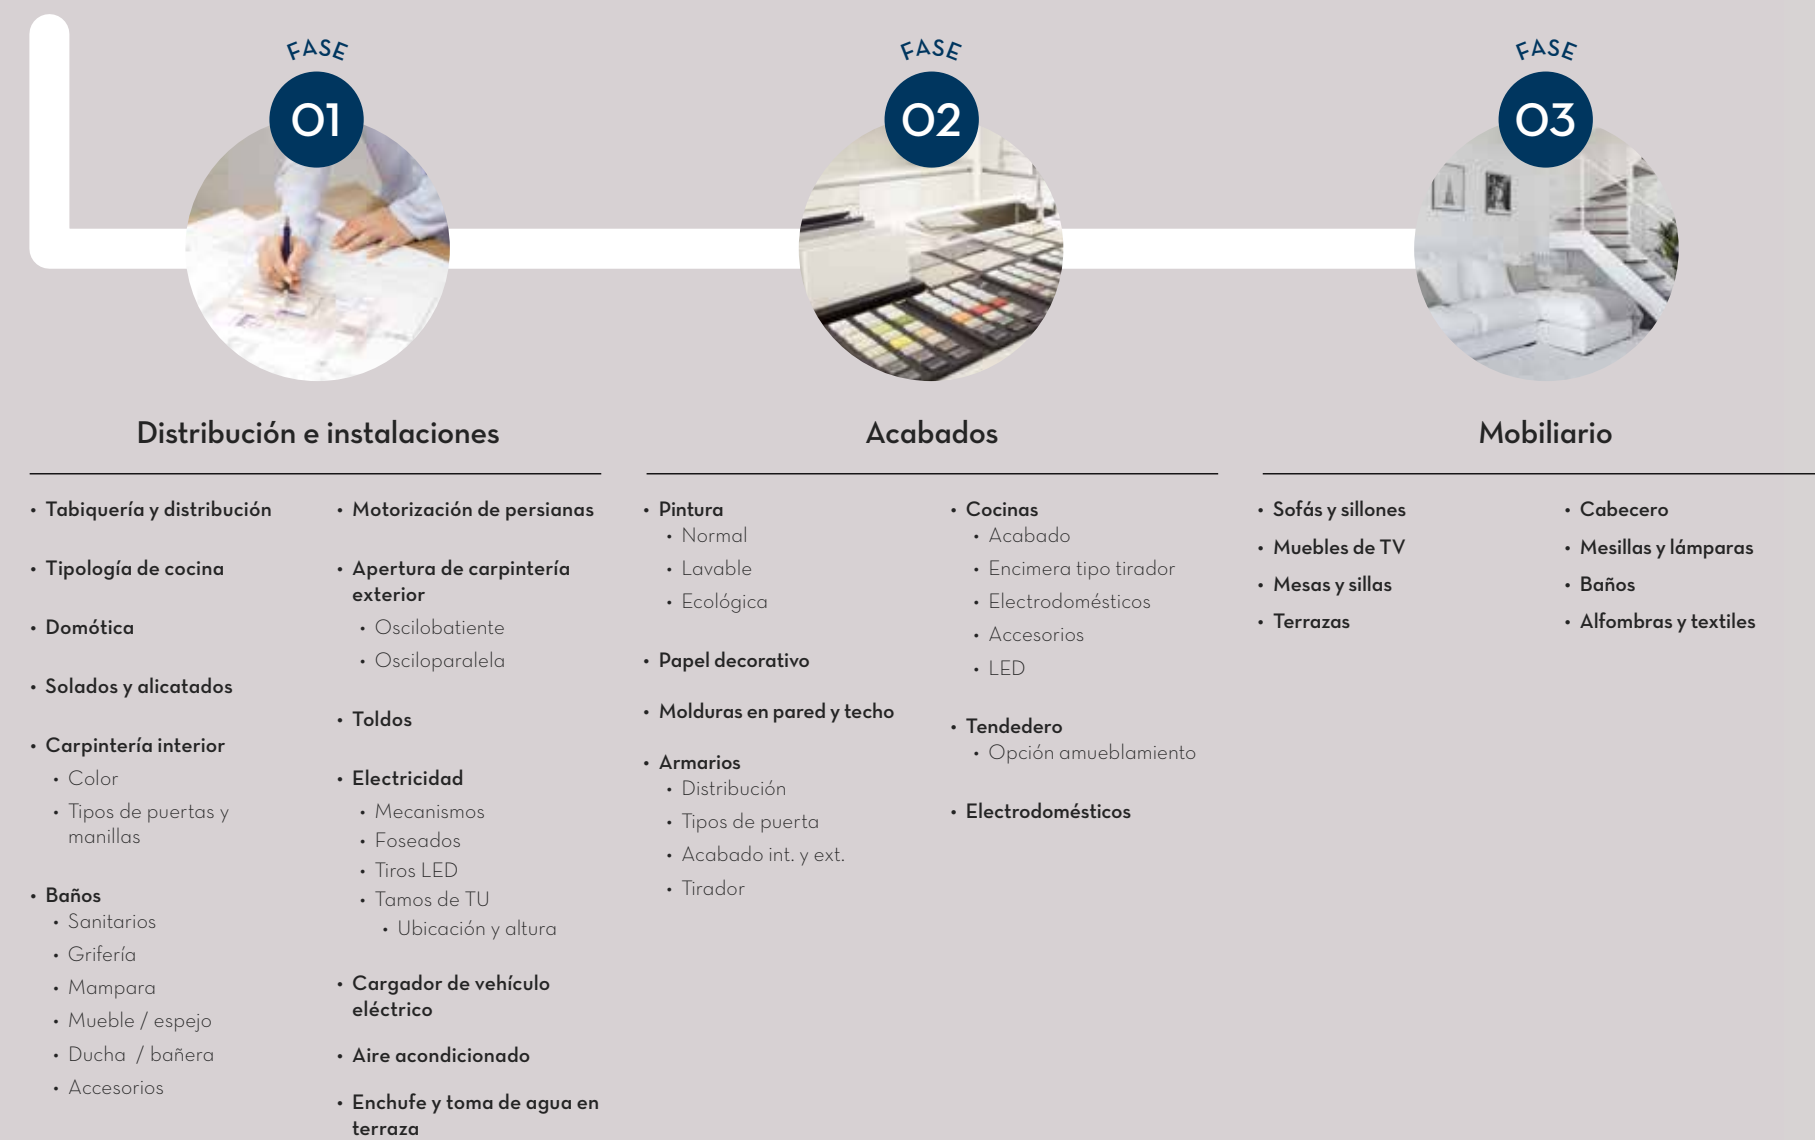 FASE
01
Distribución e instalaciones
• Tabiquería y distribución
• Tipología de cocina
• Domótica
• Solados y alicatados
• Carpintería interior
• Color
• Tipos de puertas y
manillas
• Baños
• Sanitarios
• Grifería
• Mampara
• Mueble / espejo
• Ducha / bañera
• Accesorios
• Motorización de persianas
• Apertura de carpintería
exterior
• Oscilobatiente
• Osciloparalela
• Toldos
• Electricidad
• Mecanismos
• Foseados
• Tiros LED
• Tamos de TU
• Ubicación y altura
• Cargador de vehículo
eléctrico
• Aire acondicionado
• Enchufe y toma de agua en
terraza
FASE
02
Acabados
• Pintura
• Normal
• Lavable
• Ecológica
• Papel decorativo
• Molduras en pared y techo
• Armarios
• Distribución
• Tipos de puerta
• Acabado int. y ext.
• Tirador
• Cocinas
• Acabado
• Encimera tipo tirador
• Electrodomésticos
• Accesorios
• LED
• Tendedero
• Opción amueblamiento
• Electrodomésticos
FASE
03
Mobiliario
• Sofás y sillones
• Muebles de TV
• Mesas y sillas
• Terrazas
• Cabecero
• Mesillas y lámparas
• Baños
• Alfombras y textiles